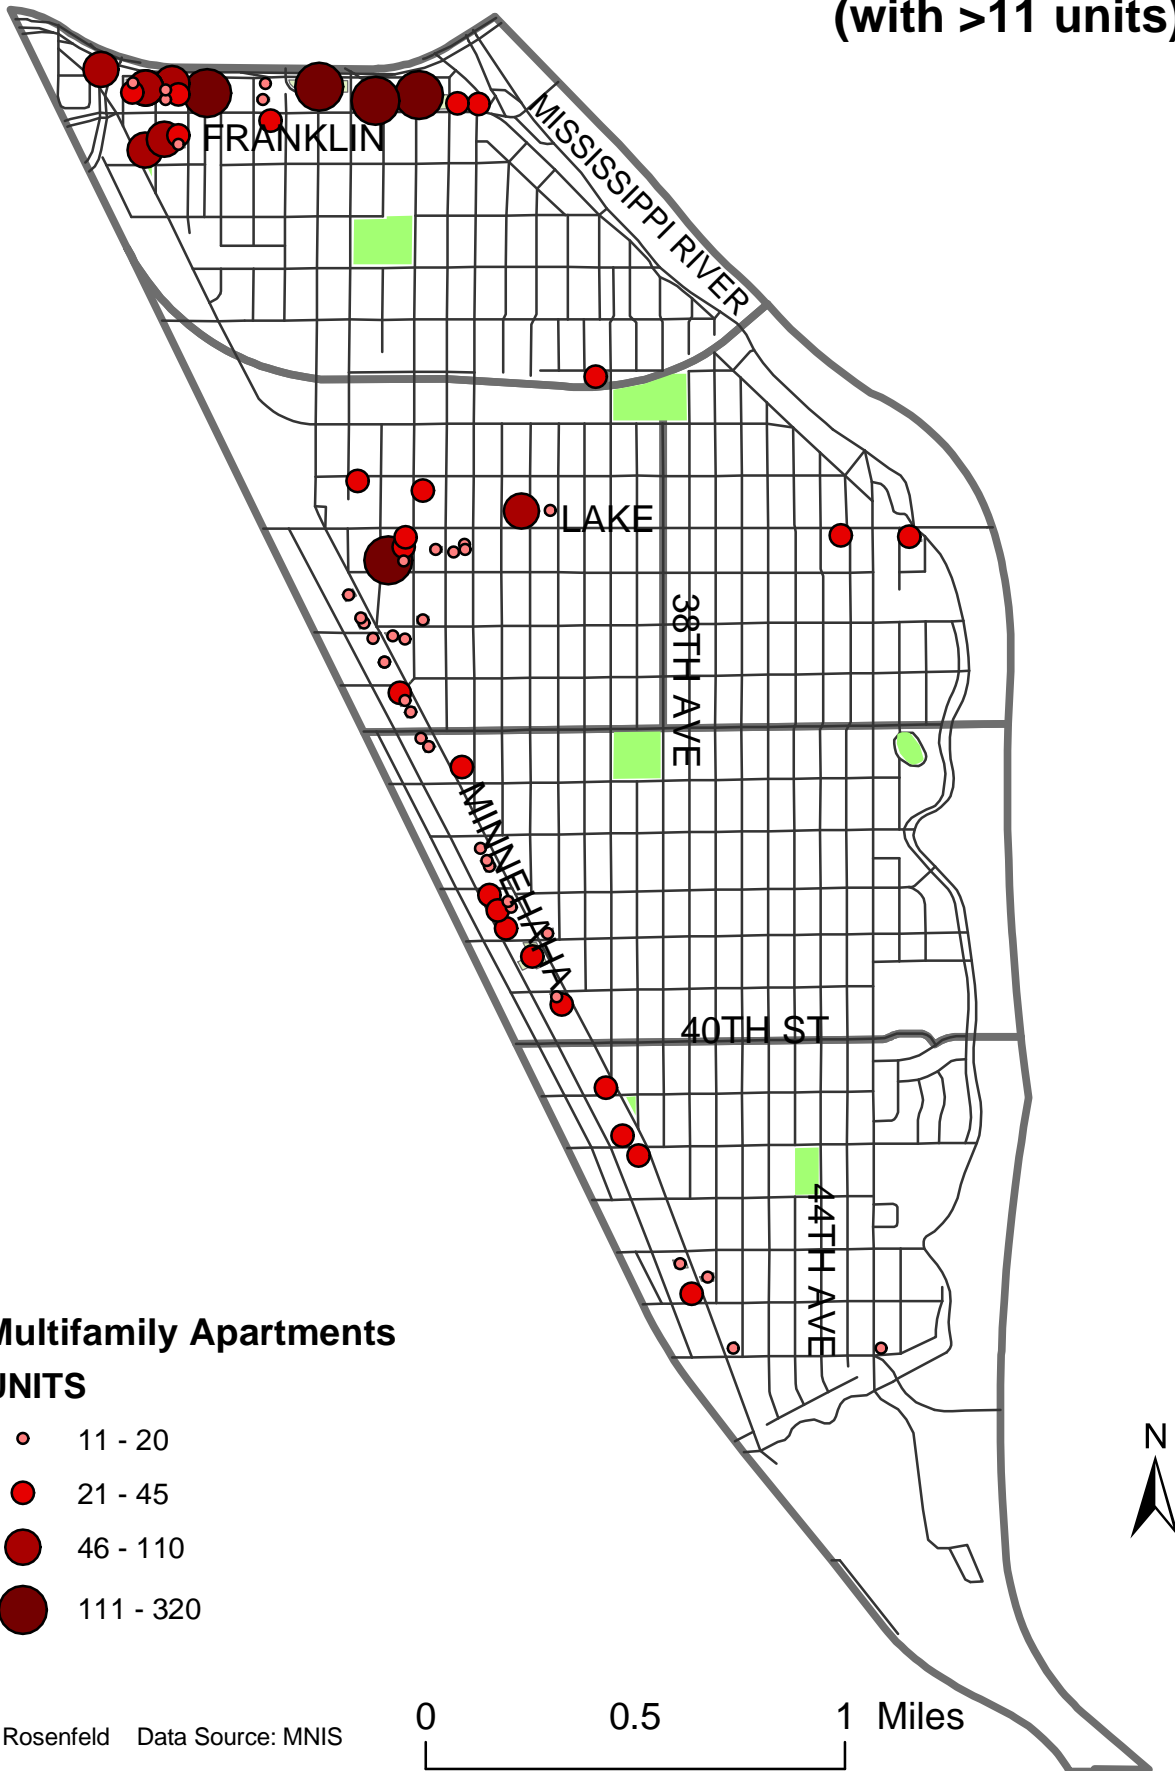 (with >11 units)
FRANKLIN
MISSISSIPPI RIVER
LAKE
38TH AVE
MINNEHAHA
40TH ST
44TH AVE
Multifamily Apartments
UNITS
11 - 20
21 - 45
46 - 110
111 - 320
N
Rosenfeld Data Source: MNIS
0 0.5 1 Miles